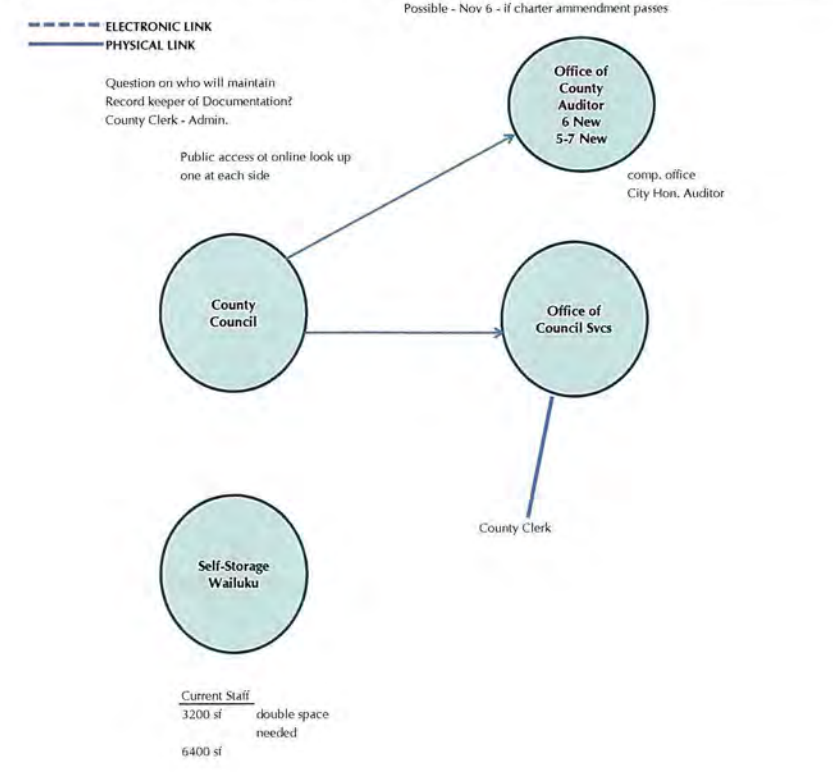 Possible - Nov 6 - if charter ammendment passes
ELECTRONIC LINK
PHYSICAL LINK
Question on who will maintain
Record keeper of Documentation?
County Clerk - Admin.
Public access ot online look up
one at each side
Office of
County
Auditor
6 New
5-7 New
comp. office
City Hon. Auditor
County
Council
Office of
Council Svcs
County Clerk
Self-Storage
Wailuku
Current Staff
3200 sf double space
needed
6400 sf